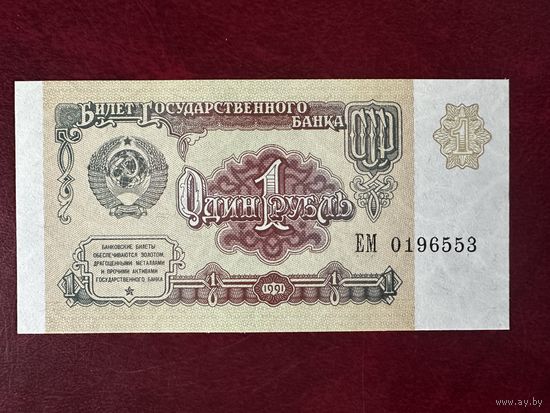 Билет Государственного
Банка
СССР
1
Один 1 Рубль
ЕМ 0196553
БАНКОВСКИЕ БИЛЕТЫ
ОБЕСПЕЧИВАЮТСЯ ЗОЛОТОМ,
ДРАГОЦЕННЫМИ МЕТАЛЛАМИ
И ПРОЧИМИ АКТИВАМИ
ГОСУДАРСТВЕННОГО БАНКА
1 1 1991 1 1
www.ay.by